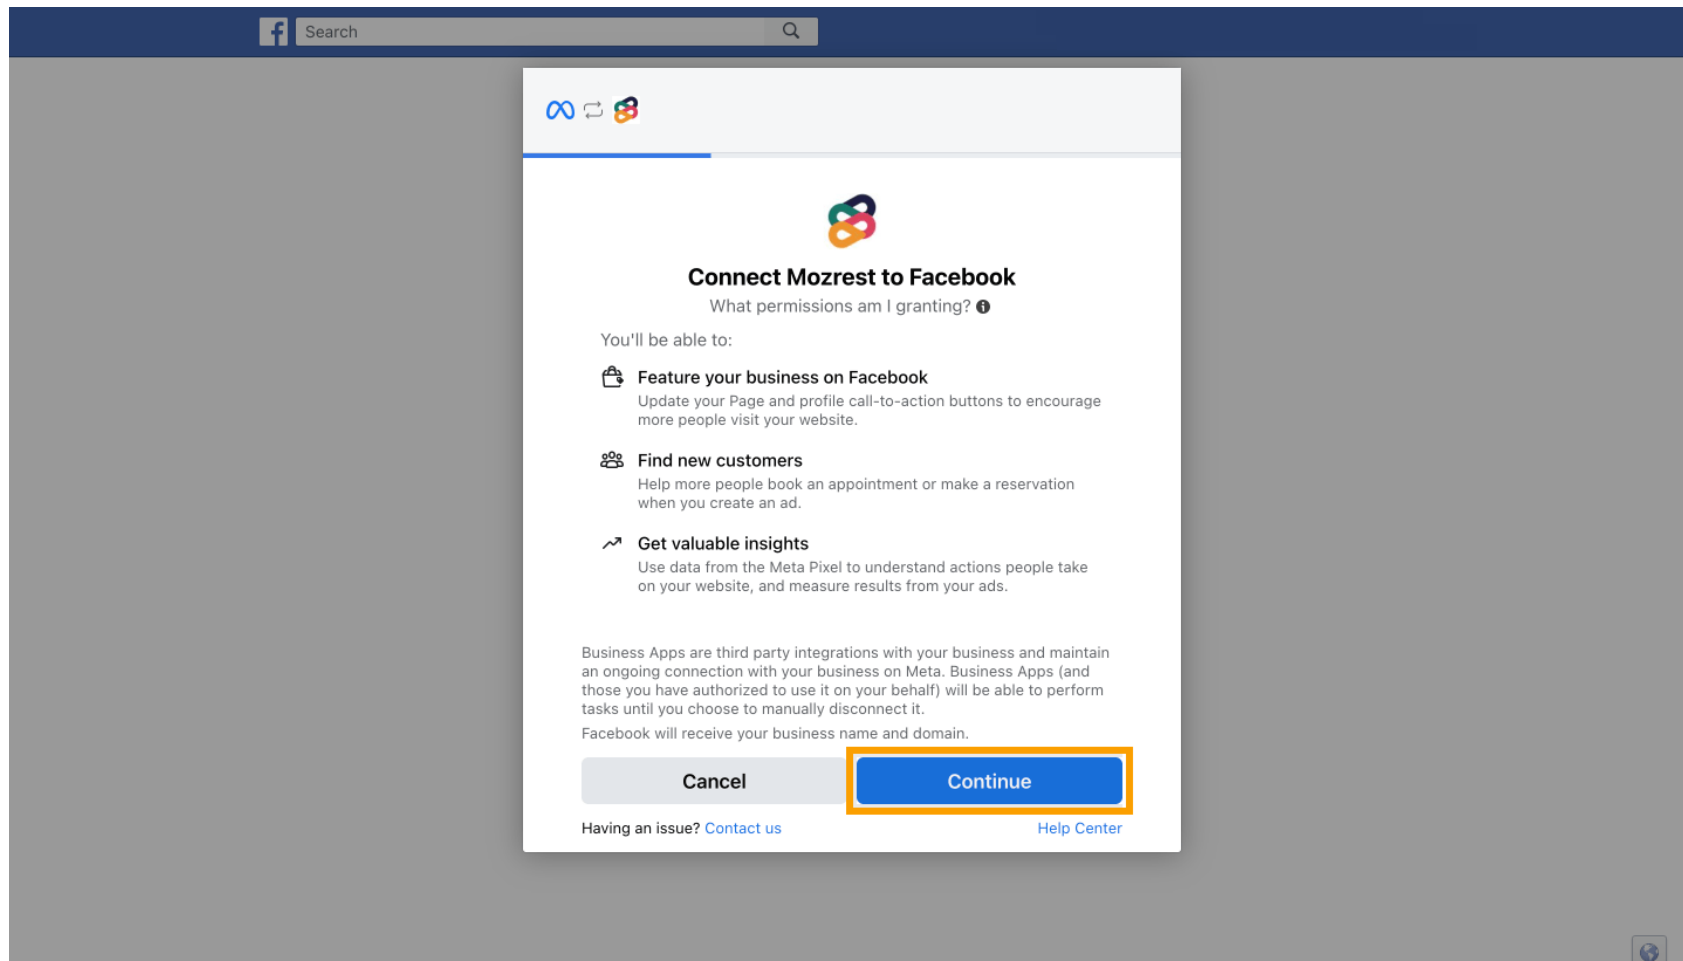 Search
Connect Mozrest to Facebook
What permissions am I granting?
You'll be able to:
Feature your business on Facebook
Update your Page and profile call-to-action buttons to encourage
more people visit your website.
Find new customers
Help more people book an appointment or make a reservation
when you create an ad.
Get valuable insights
Use data from the Meta Pixel to understand actions people take
on your website, and measure results from your ads.
Business Apps are third party integrations with your business and maintain
an ongoing connection with your business on Meta. Business Apps (and
those you have authorized to use it on your behalf) will be able to perform
tasks until you choose to manually disconnect it.
Facebook will receive your business name and domain.
Cancel
Continue
Having an issue? Contact us
Help Center